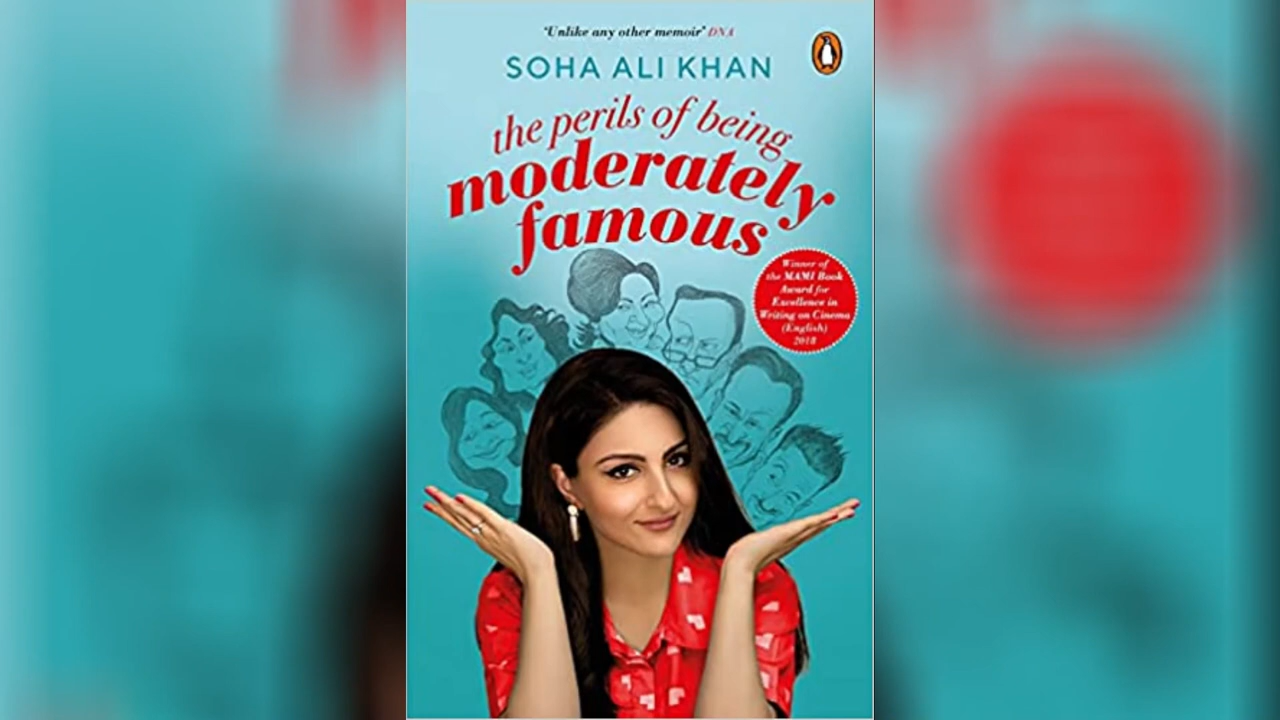 ‘Unlike any other memoir’ DNA
SOHA ALI KHAN
the perils of being
moderately
famous
Winner of
the MAMI Book
Award for
Excellence in
Writing on Cinema
(English)
2018